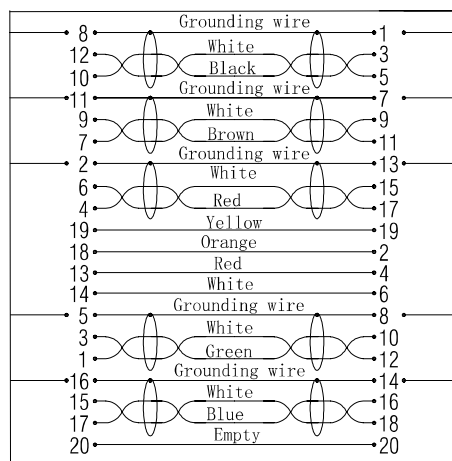 Grounding wire
8 1
12 White 3
10 Black 5
Grounding wire
11 7
9 White 9
7 Brown 11
Grounding wire
2 13
White
6 15
4 Red 17
Yellow
19 19
Orange
18 2
Red
13 4
White
14 6
Grounding wire
5 8
3 White 10
1 Green 12
Grounding wire
16 14
15 White 16
17 Blue 18
Empty
20 20